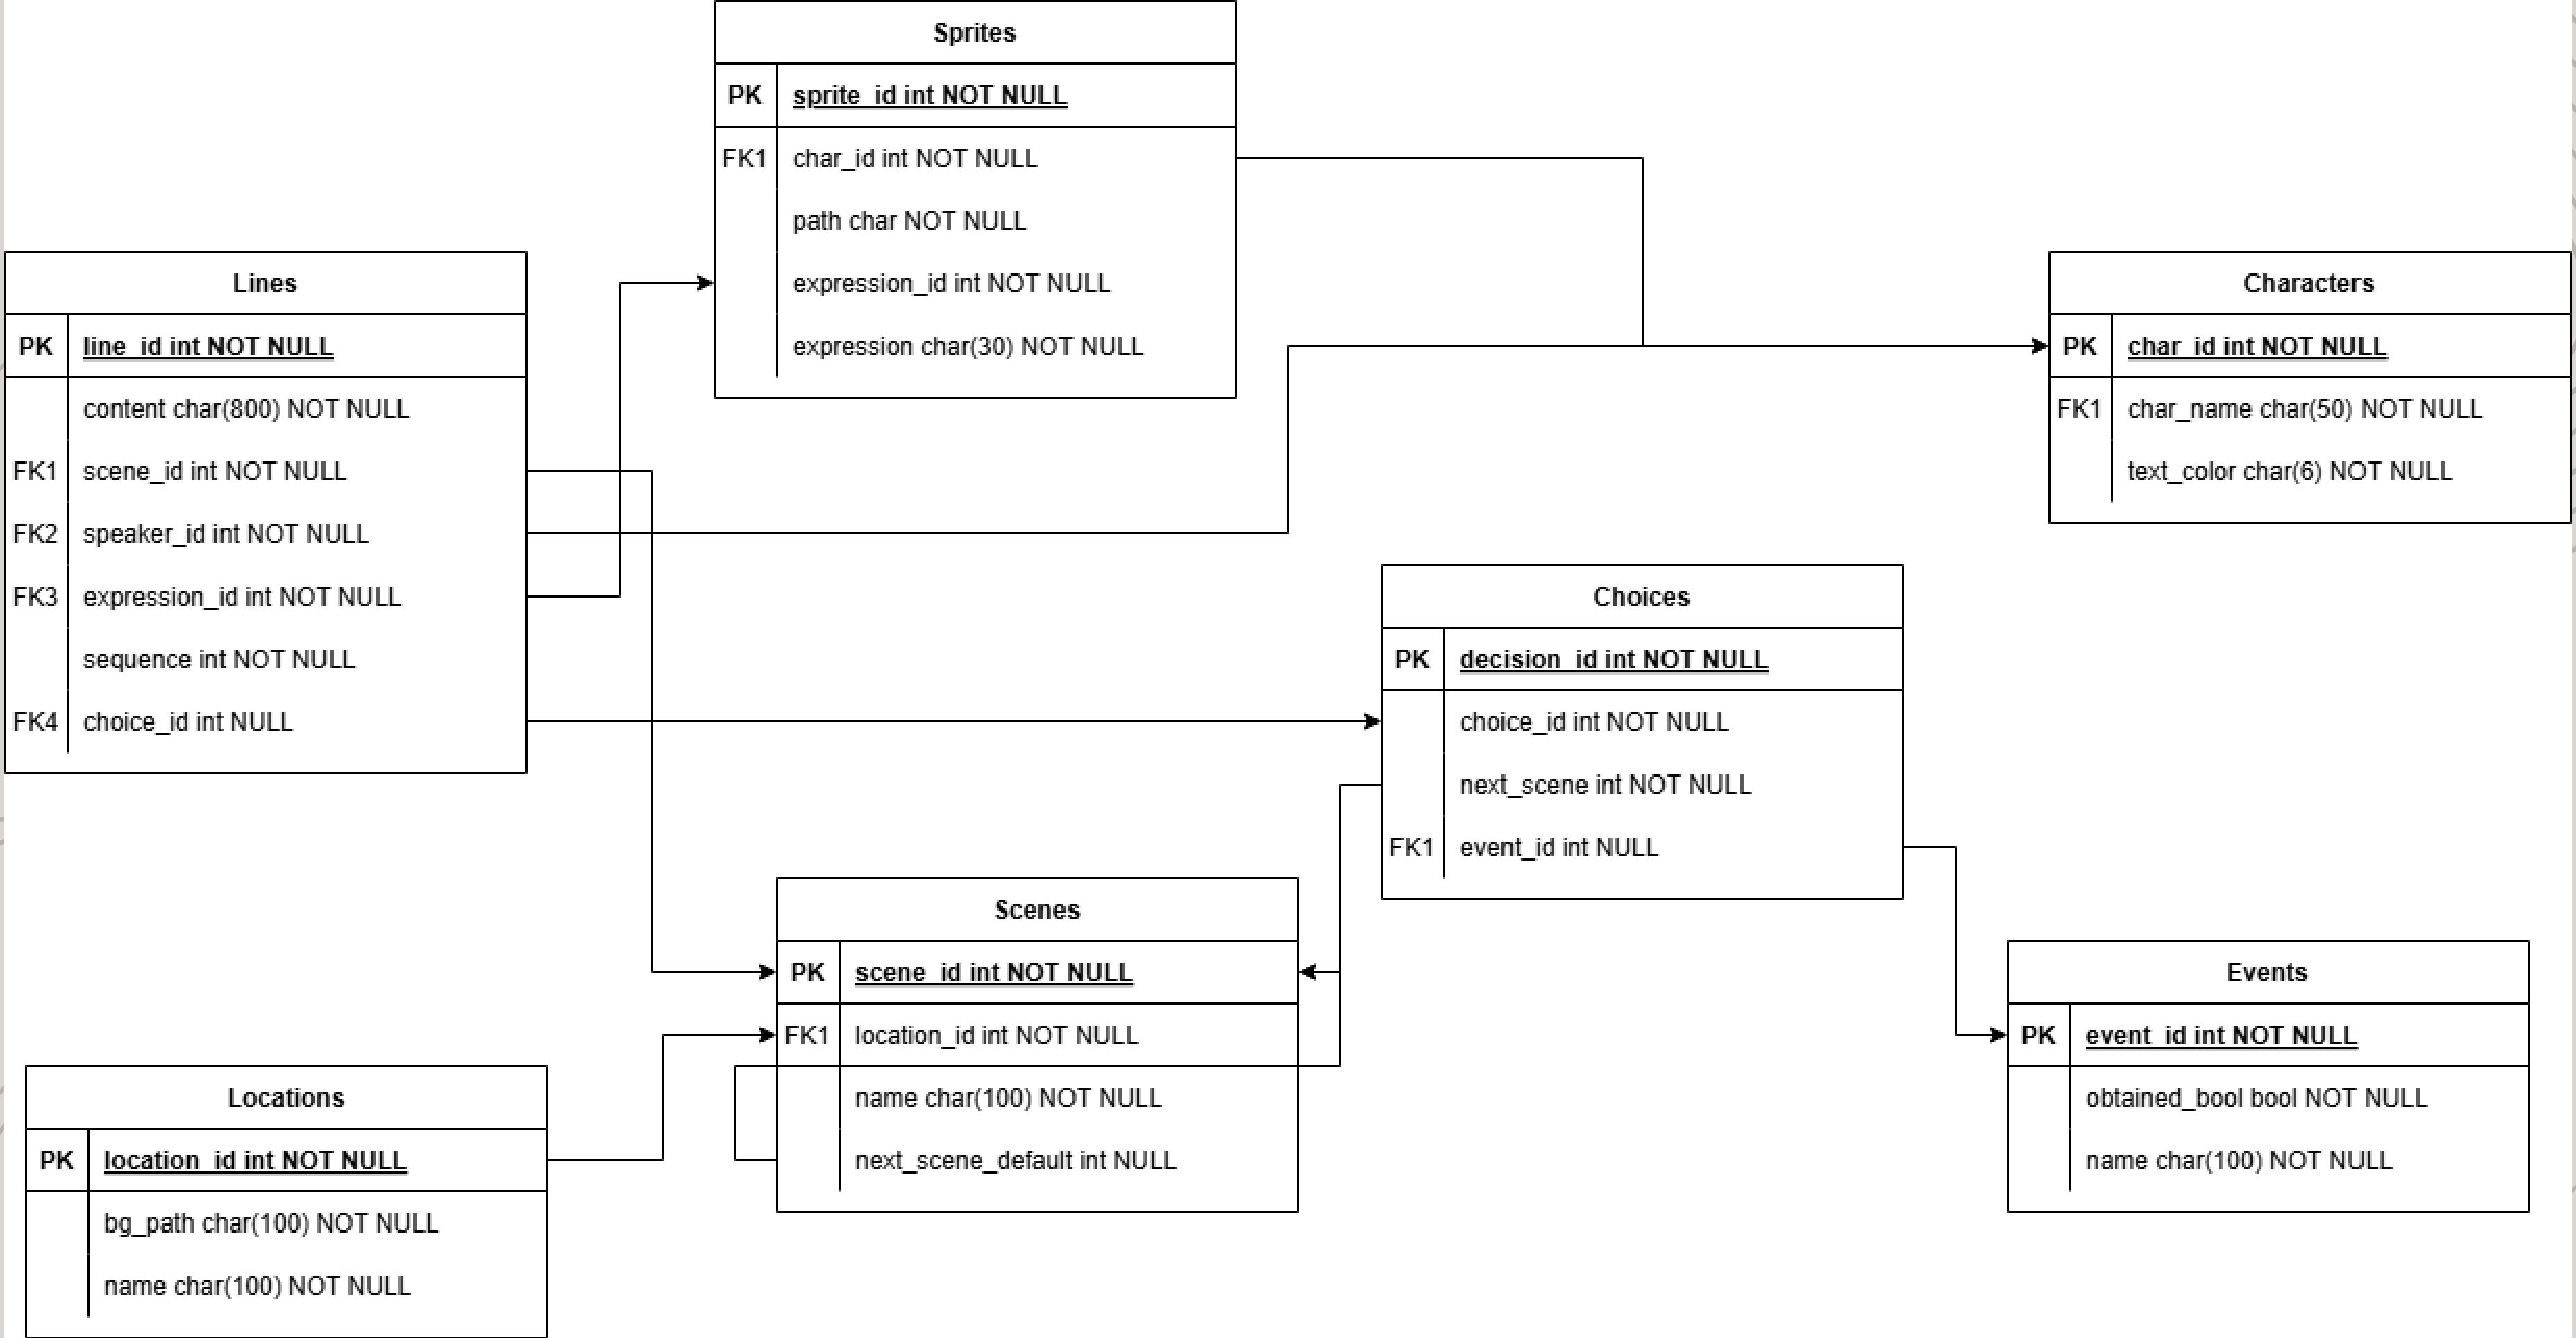 Sprites
PK sprite_id int NOT NULL
FK1 char_id int NOT NULL
path char NOT NULL
expression_id int NOT NULL
expression char(30) NOT NULL
Lines
PK line_id int NOT NULL
content char(800) NOT NULL
FK1 scene_id int NOT NULL
FK2 speaker_id int NOT NULL
FK3 expression_id int NOT NULL
sequence int NOT NULL
FK4 choice_id int NULL
Characters
PK char_id int NOT NULL
FK1 char_name char(50) NOT NULL
text_color char(6) NOT NULL
Choices
PK decision_id int NOT NULL
choice_id int NOT NULL
next_scene int NOT NULL
FK1 event_id int NULL
Scenes
PK scene_id int NOT NULL
FK1 location_id int NOT NULL
name char(100) NOT NULL
next_scene_default int NULL
Events
PK event_id int NOT NULL
obtained_bool bool NOT NULL
name char(100) NOT NULL
Locations
PK location_id int NOT NULL
bg_path char(100) NOT NULL
name char(100) NOT NULL